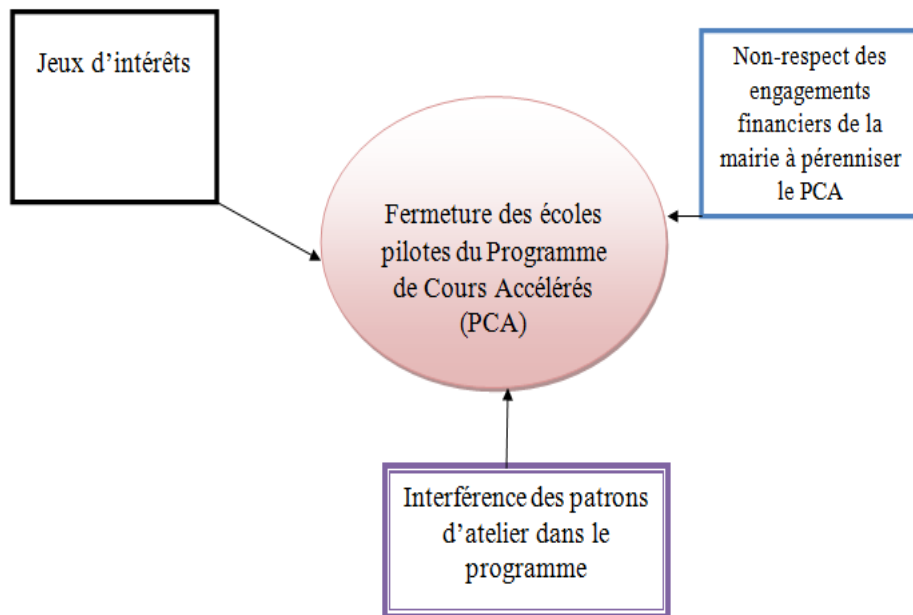 Jeux d’intérêts
Non-respect des
engagements
financiers de la
mairie à pérenniser
le PCA
Fermeture des écoles
pilotes du Programme
de Cours Accélérés
(PCA)
Interférence des patrons
d’atelier dans le
programme